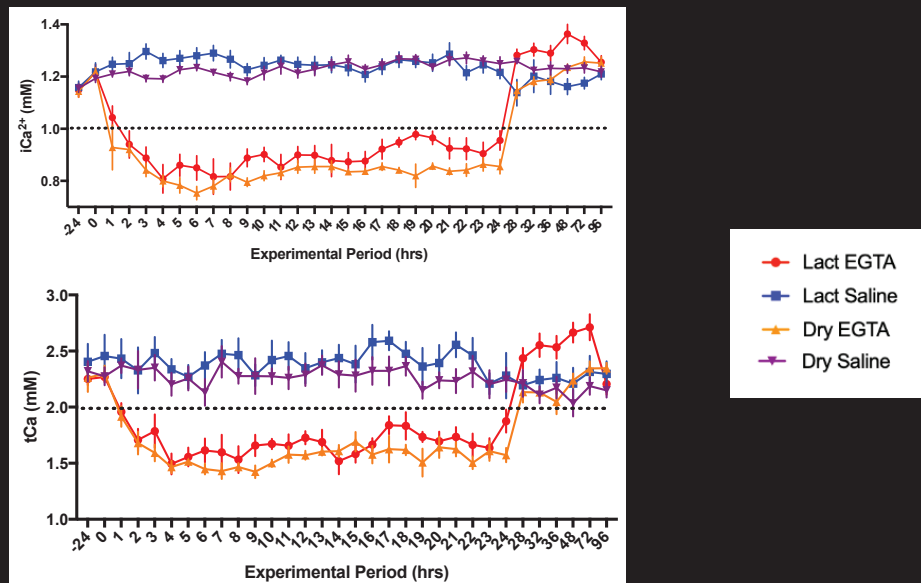 1.4
1.2
1.0
0.8
iCa²⁺ (mM)
-24 0 1 2 3 4 5 6 7 8 9 10 11 12 13 14 15 16 17 18 19 20 21 22 23 24 28 32 36 48 72 96
Experimental Period (hrs)
3.0
2.5
2.0
1.5
1.0
tCa (mM)
-24 0 1 2 3 4 5 6 7 8 9 10 11 12 13 14 15 16 17 18 19 20 21 22 23 24 28 32 36 48 72 96
Experimental Period (hrs)
Lact EGTA
Lact Saline
Dry EGTA
Dry Saline